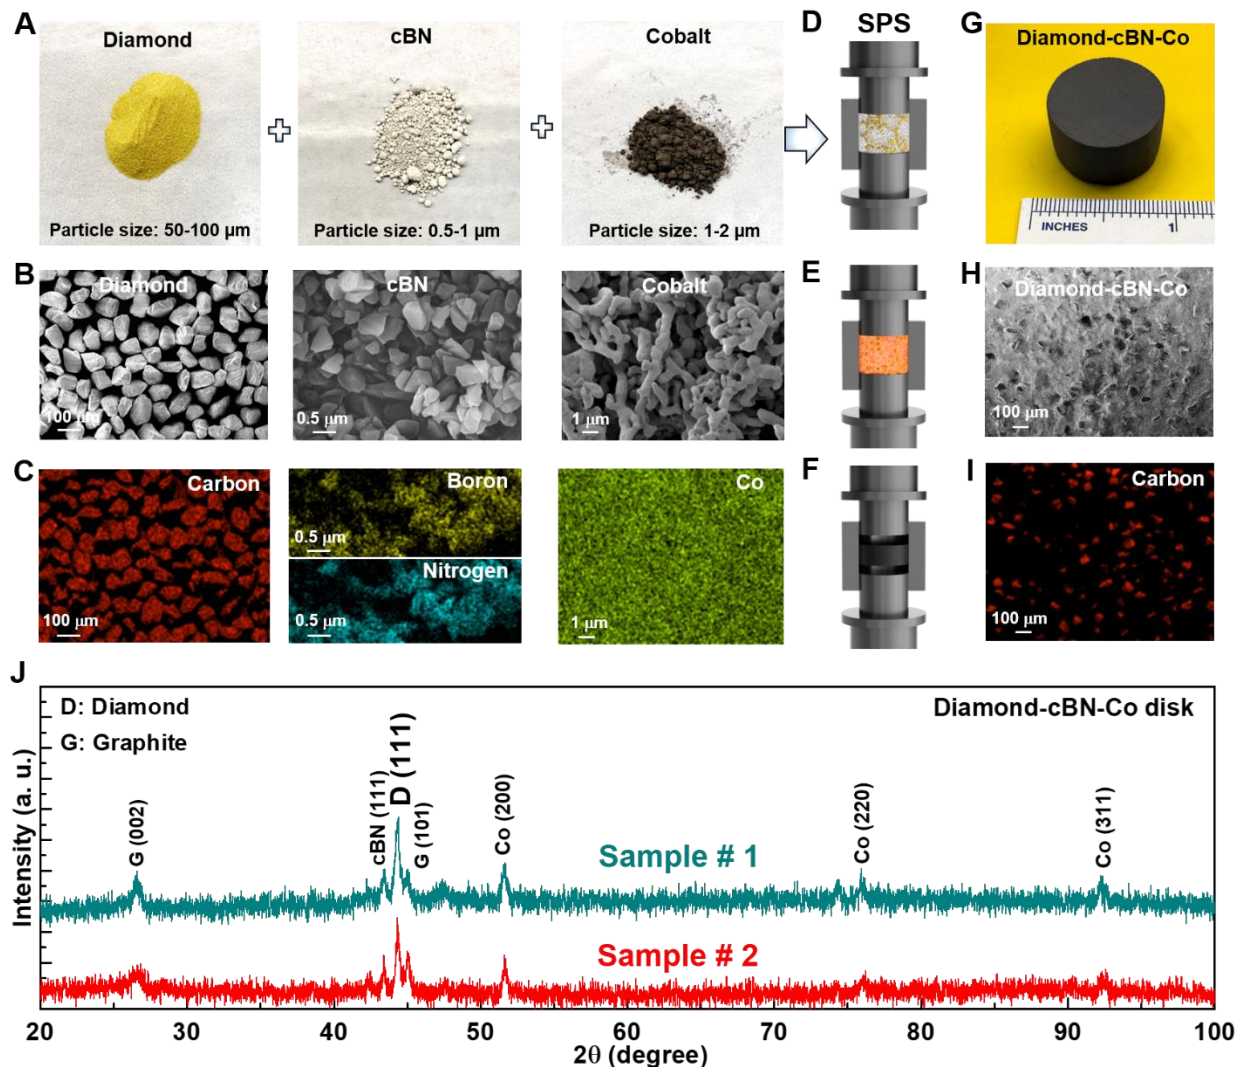 A
Diamond
Particle size: 50-100 µm
cBN
Particle size: 0.5-1 µm
Cobalt
Particle size: 1-2 µm
D
SPS
G
Diamond-cBN-Co
INCHES 1
B
Diamond
100 µm
cBN
0.5 µm
Cobalt
1 µm
E
H
Diamond-cBN-Co
100 µm
C
Carbon
100 µm
Boron
0.5 µm
Nitrogen
0.5 µm
Co
1 µm
F
I
Carbon
100 µm
J
D: Diamond
G: Graphite
Diamond-cBN-Co disk
G (002)
cBN (111)
D (111)
G (101)
Co (200)
Co (220)
Co (311)
Sample # 1
Sample # 2
Intensity (a. u.)
20 30 40 50 60 70 80 90 100
2θ (degree)